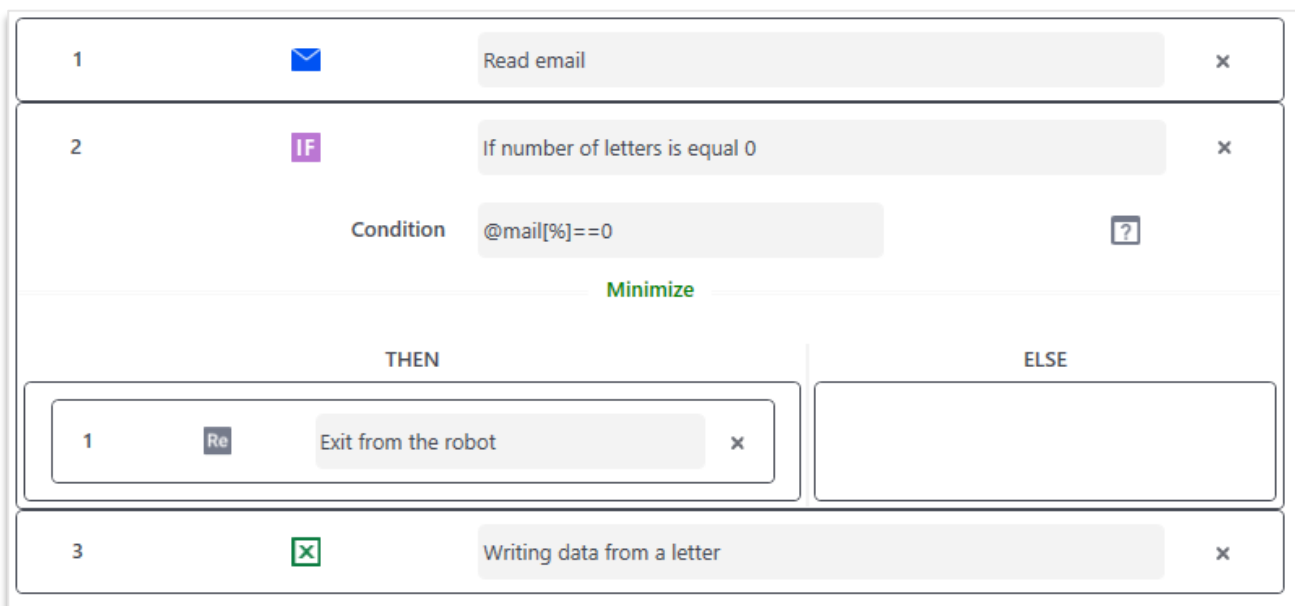 1 Read email ×
2 IF If number of letters is equal 0 ×
Condition @mail[%]==0 ?
Minimize
THEN ELSE
1 Re Exit from the robot ×
3 X Writing data from a letter ×